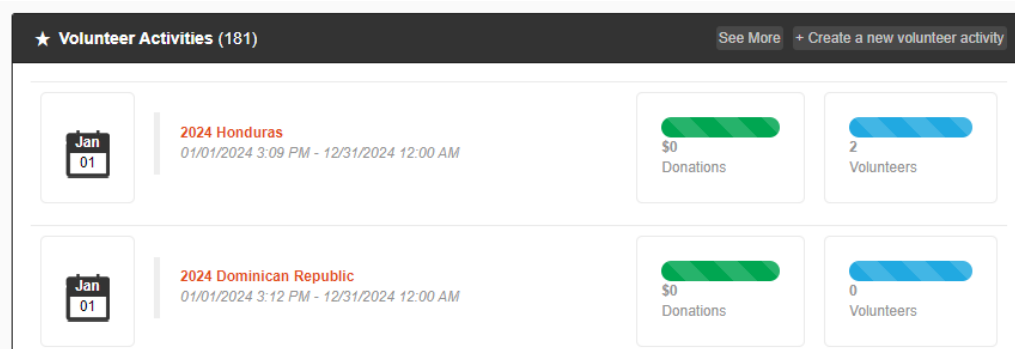 ★ Volunteer Activities (181)
See More
+ Create a new volunteer activity
Jan
01
2024 Honduras
01/01/2024 3:09 PM - 12/31/2024 12:00 AM
$0
Donations
2
Volunteers
Jan
01
2024 Dominican Republic
01/01/2024 3:12 PM - 12/31/2024 12:00 AM
$0
Donations
0
Volunteers